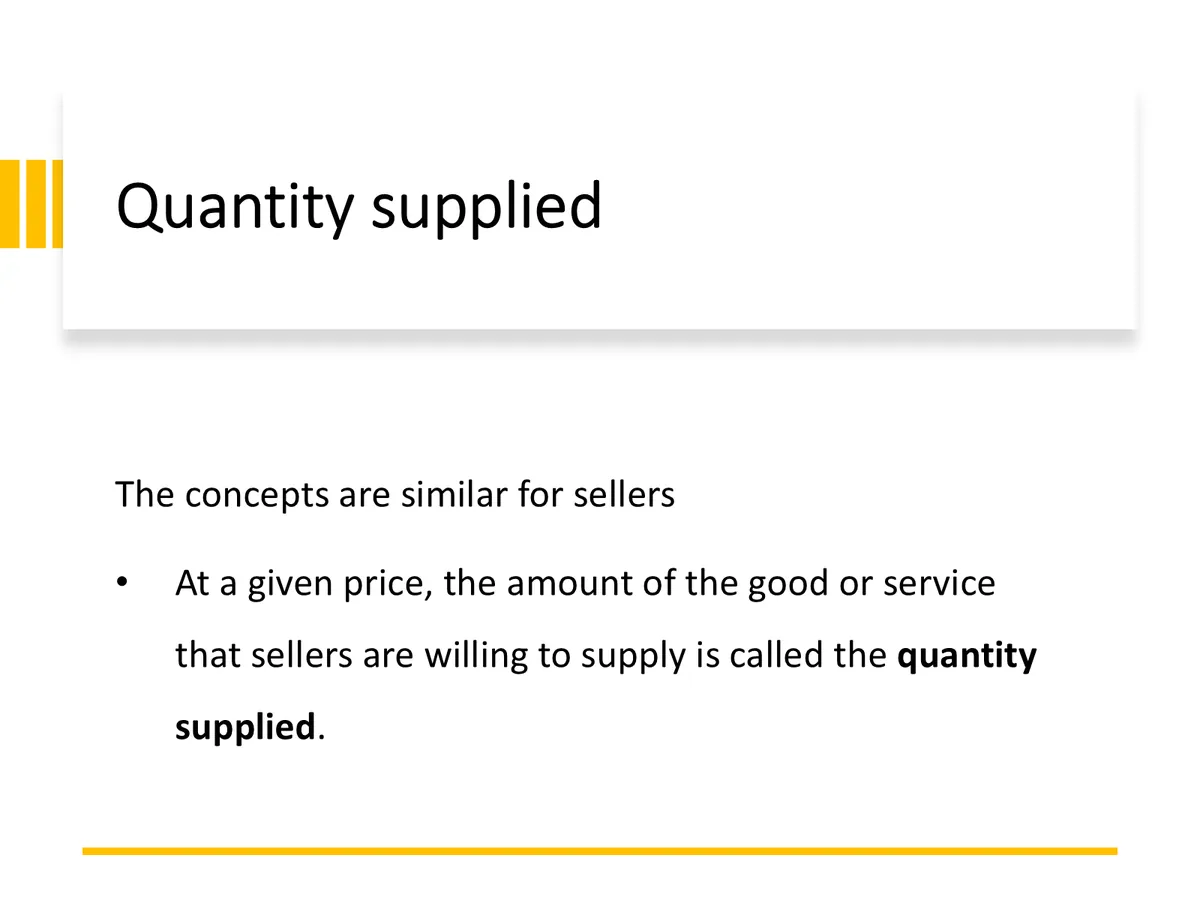 Quantity supplied
The concepts are similar for sellers
• At a given price, the amount of the good or service
that sellers are willing to supply is called the quantity
supplied.